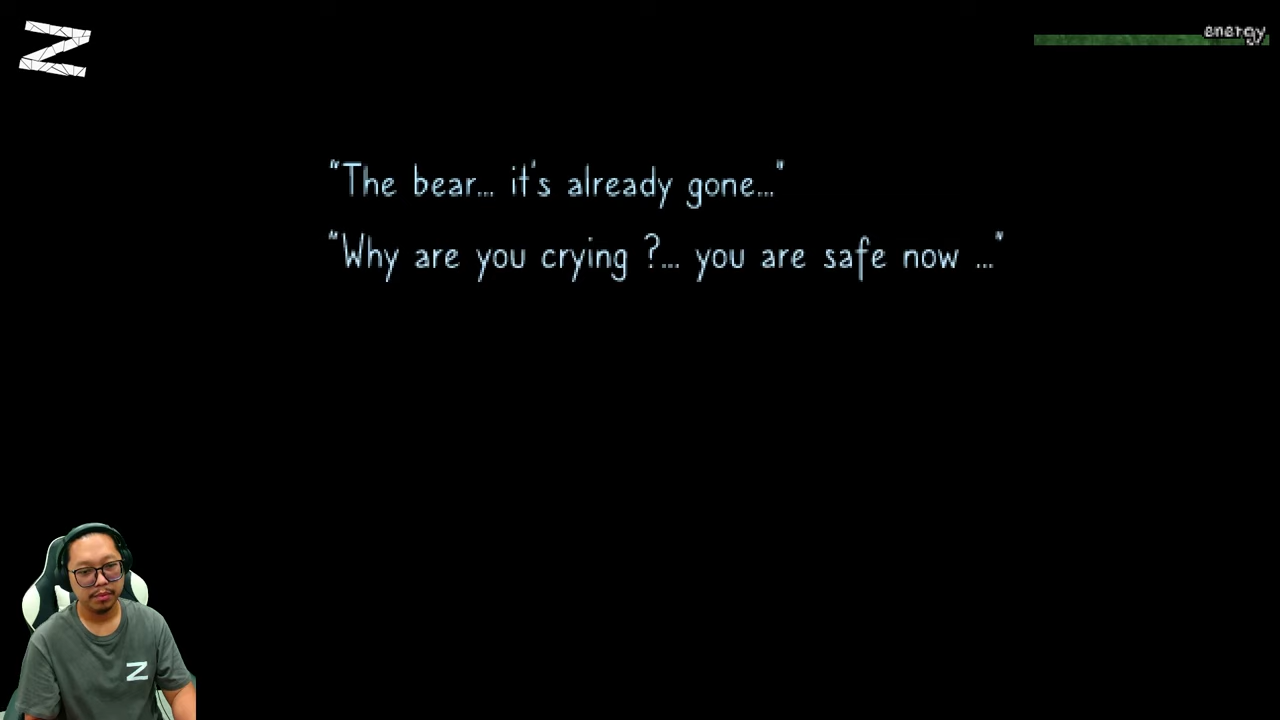 Z
energy
"The bear... it's already gone..."
"Why are you crying ?... you are safe now ..."
Z